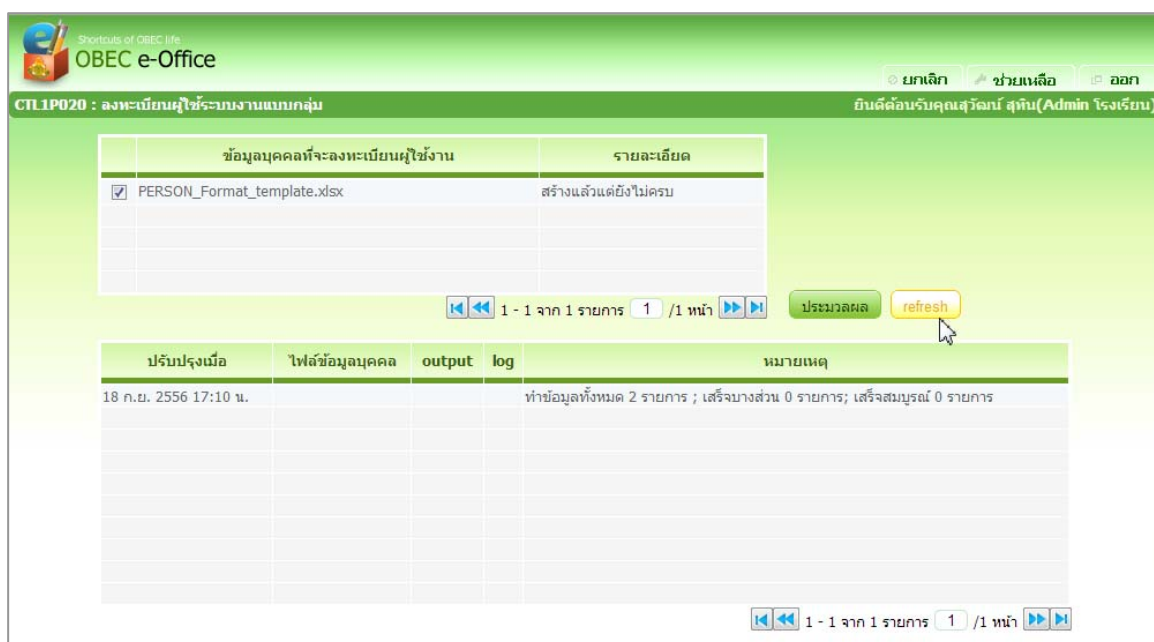 Shortcuts of OBEC life
OBEC e-Office
ยกเลิก ช่วยเหลือ ออก
CTL1P020 : ลงทะเบียนผู้ใช้ระบบงานแบบกลุ่ม ยินดีต้อนรับคุณสุวัฒน์ สุทิน(Admin โรงเรียน)
ข้อมูลบุคคลที่จะลงทะเบียนผู้ใช้งาน รายละเอียด
PERSON_Format_template.xlsx สร้างแล้วแต่ยังไม่ครบ
1 - 1 จาก 1 รายการ 1 /1 หน้า ประมวลผล refresh
ปรับปรุงเมื่อ ไฟล์ข้อมูลบุคคล output log หมายเหตุ
18 ก.ย. 2556 17:10 น. ทำข้อมูลทั้งหมด 2 รายการ ; เสร็จบางส่วน 0 รายการ; เสร็จสมบูรณ์ 0 รายการ
1 - 1 จาก 1 รายการ 1 /1 หน้า